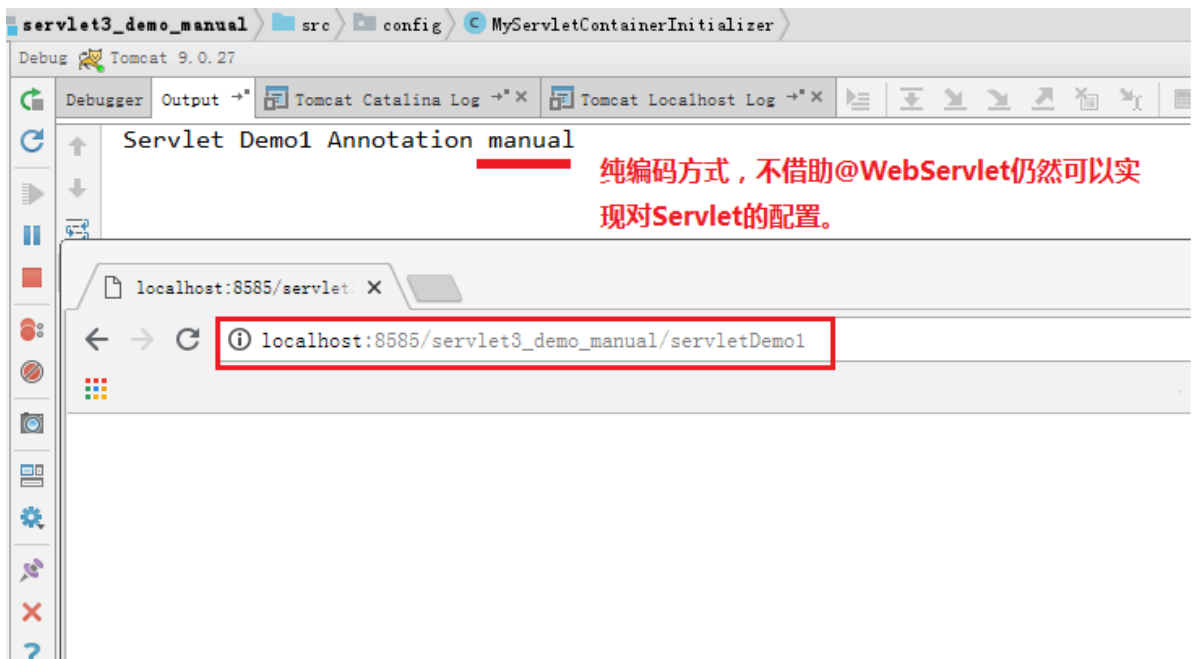 servlet3_demo_manual src config C MyServletContainerInitializer
Debug Tomcat 9.0.27
Debugger Output Tomcat Catalina Log Tomcat Localhost Log
Servlet Demo1 Annotation manual
纯编码方式，不借助@WebServlet仍然可以实
现对Servlet的配置。
localhost:8585/servlet
localhost:8585/servlet3_demo_manual/servletDemo1